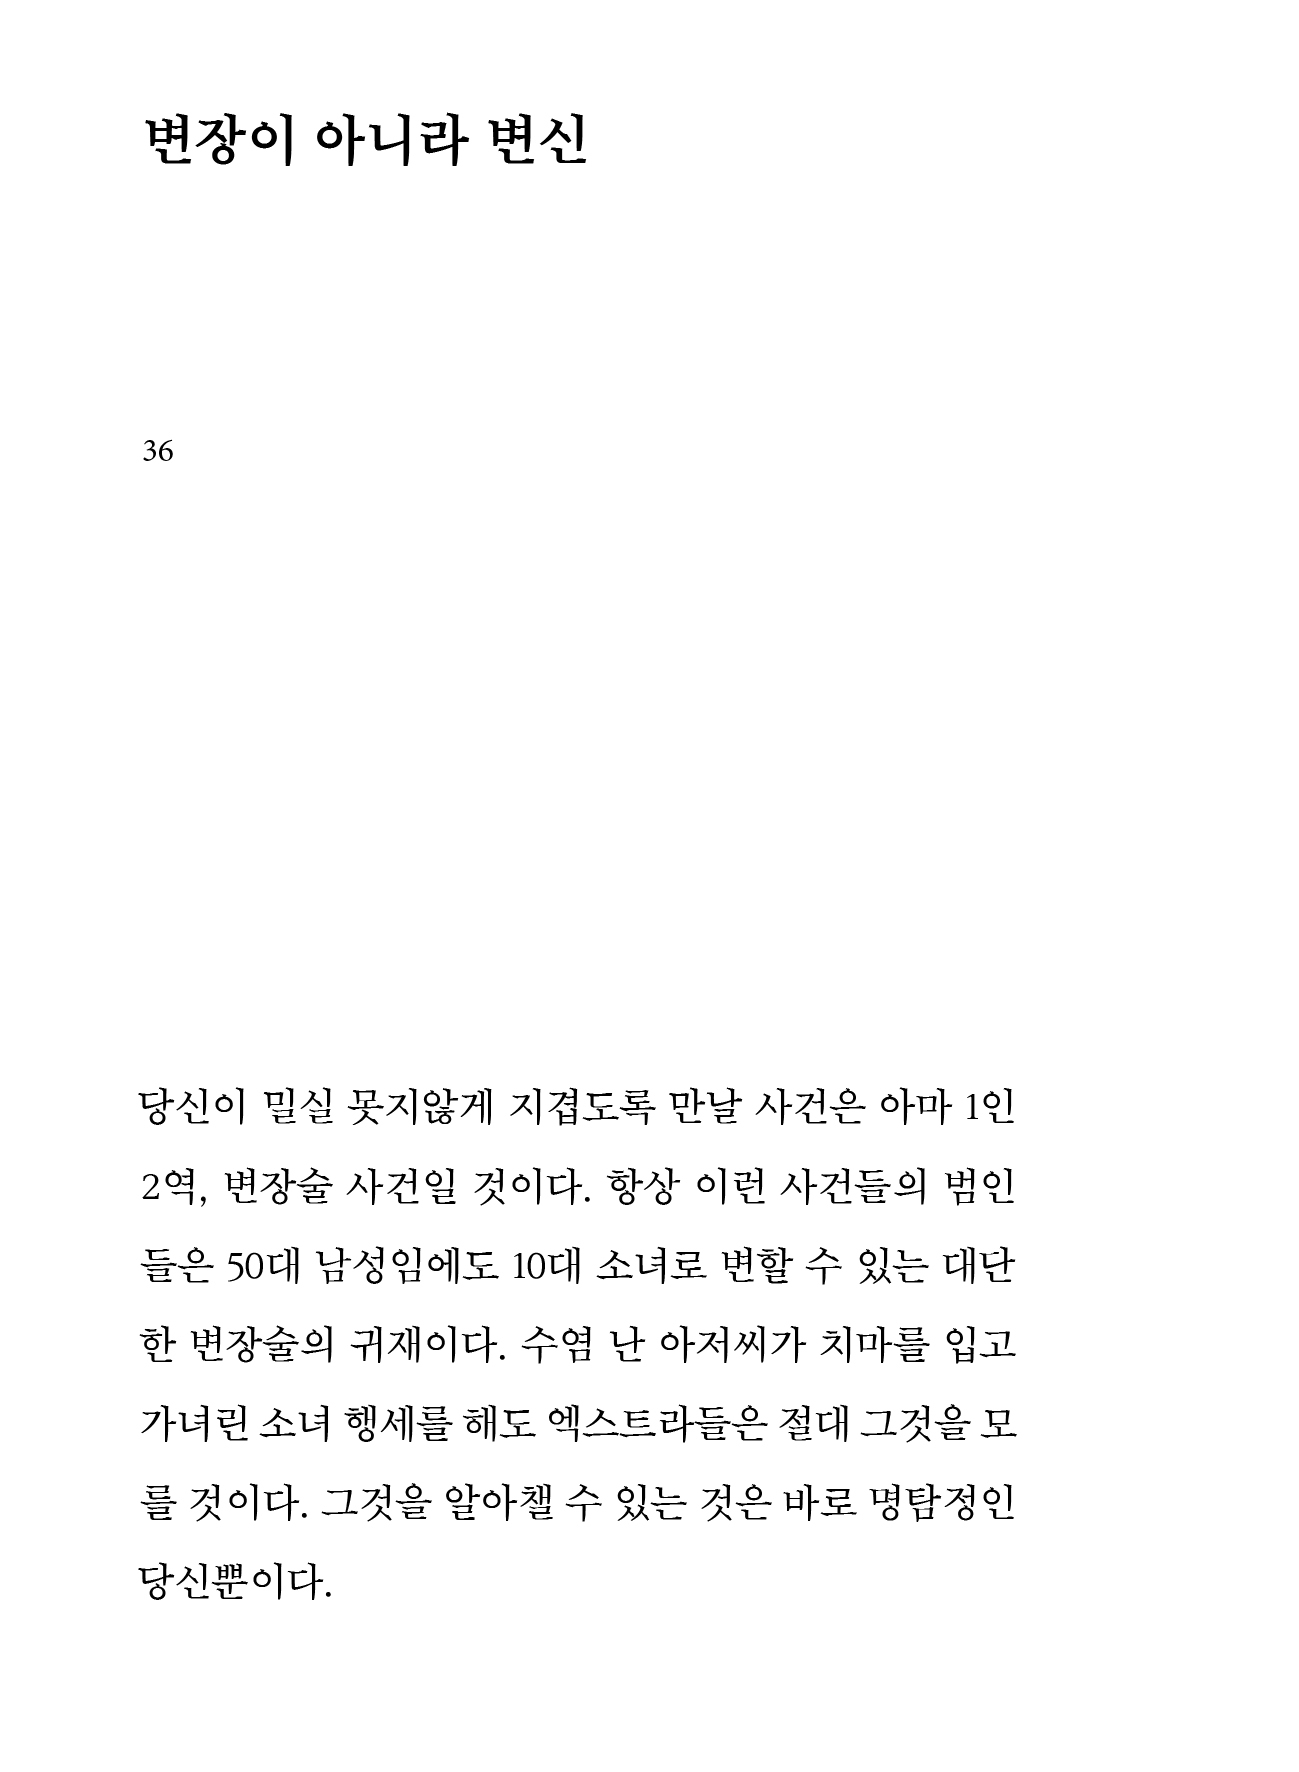 변장이 아니라 변신
36
당신이 밀실 못지않게 지겹도록 만날 사건은 아마 1인
2역, 변장술 사건일 것이다. 항상 이런 사건들의 범인
들은 50대 남성임에도 10대 소녀로 변할 수 있는 대단
한 변장술의 귀재이다. 수염 난 아저씨가 치마를 입고
가녀린 소녀 행세를 해도 엑스트라들은 절대 그것을 모
를 것이다. 그것을 알아챌 수 있는 것은 바로 명탐정인
당신뿐이다.